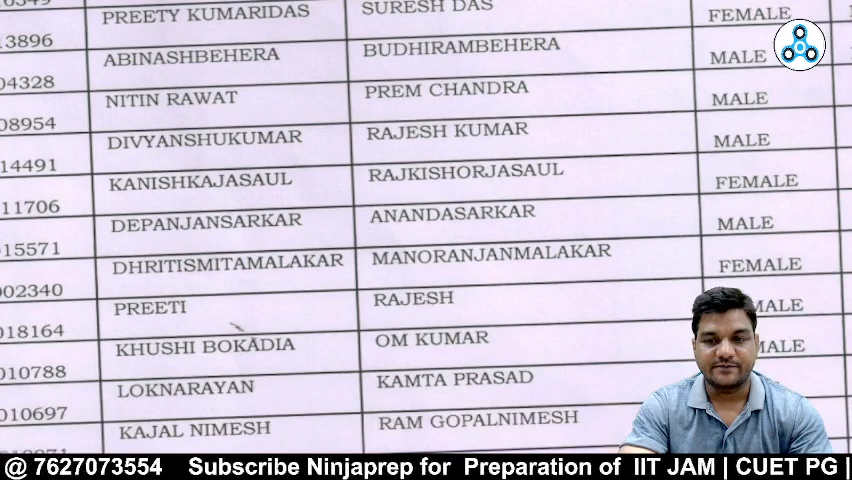 PREETY KUMARIDAS SURESH DAS FEMALE
13896 ABINASHBEHERA BUDHIRAMBEHERA MALE
04328 NITIN RAWAT PREM CHANDRA MALE
08954 DIVYANSHUKUMAR RAJESH KUMAR MALE
14491 KANISHKAJASAUL RAJKISHORJASAUL FEMALE
11706 DEPANJANSARKAR ANANDASARKAR MALE
015571 DHRITISMITAMALAKAR MANORANJANMALAKAR FEMALE
002340 PREETI RAJESH MALE
018164 KHUSHI BOKADIA OM KUMAR MALE
010788 LOKNARAYAN KAMTA PRASAD
010697 KAJAL NIMESH RAM GOPALNIMESH
@ 7627073554 Subscribe Ninjaprep for Preparation of IIT JAM | CUET PG |